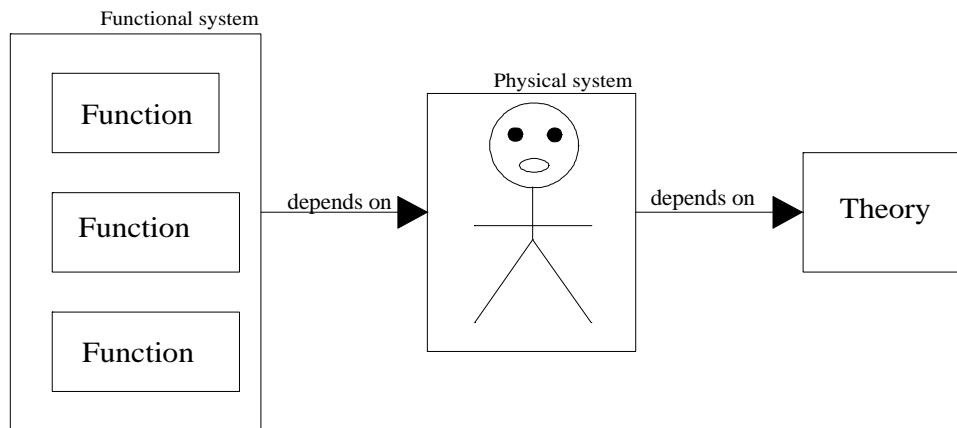 Functional system
Function
Function
Function
depends on
Physical system
depends on
Theory